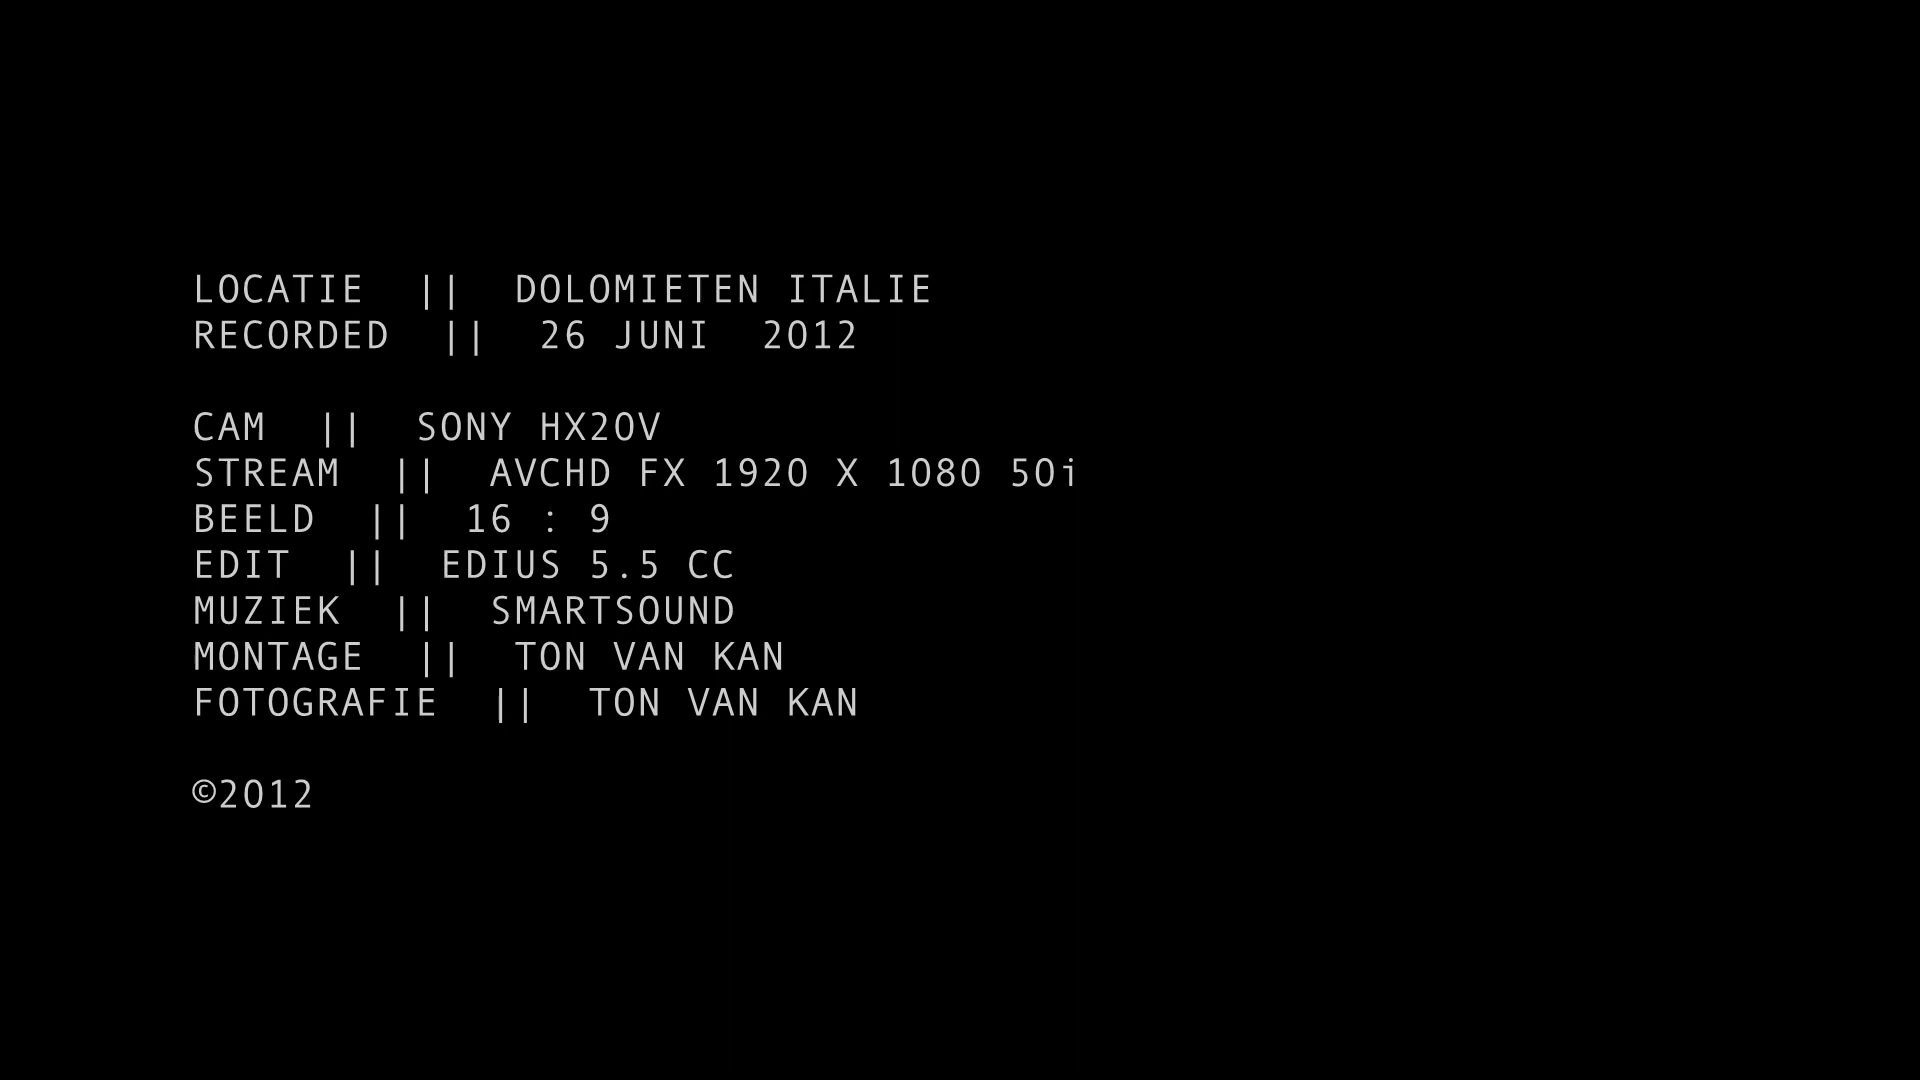 LOCATIE || DOLOMIETEN ITALIE
RECORDED || 26 JUNI 2012
CAM || SONY HX20V
STREAM || AVCHD FX 1920 X 1080 50i
BEELD || 16 : 9
EDIT || EDIUS 5.5 CC
MUZIEK || SMARTSOUND
MONTAGE || TON VAN KAN
FOTOGRAFIE || TON VAN KAN
©2012